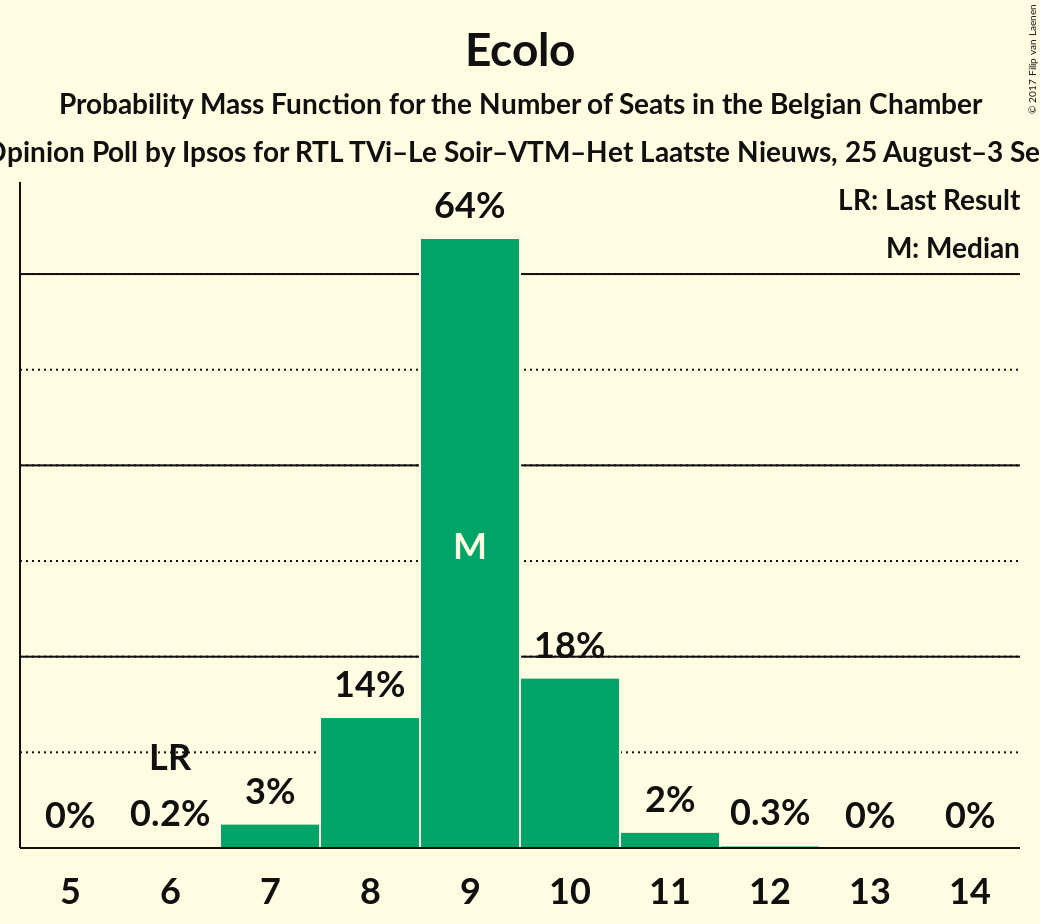 Ecolo
Probability Mass Function for the Number of Seats in the Belgian Chamber
Opinion Poll by Ipsos for RTL TVi–Le Soir–VTM–Het Laatste Nieuws, 25 August–3 Se
© 2017 Filip van Laenen
LR: Last Result
M: Median
64%
M
18%
14%
LR
3%
2%
0%
0.2%
0.3%
0%
0%
5 6 7 8 9 10 11 12 13 14